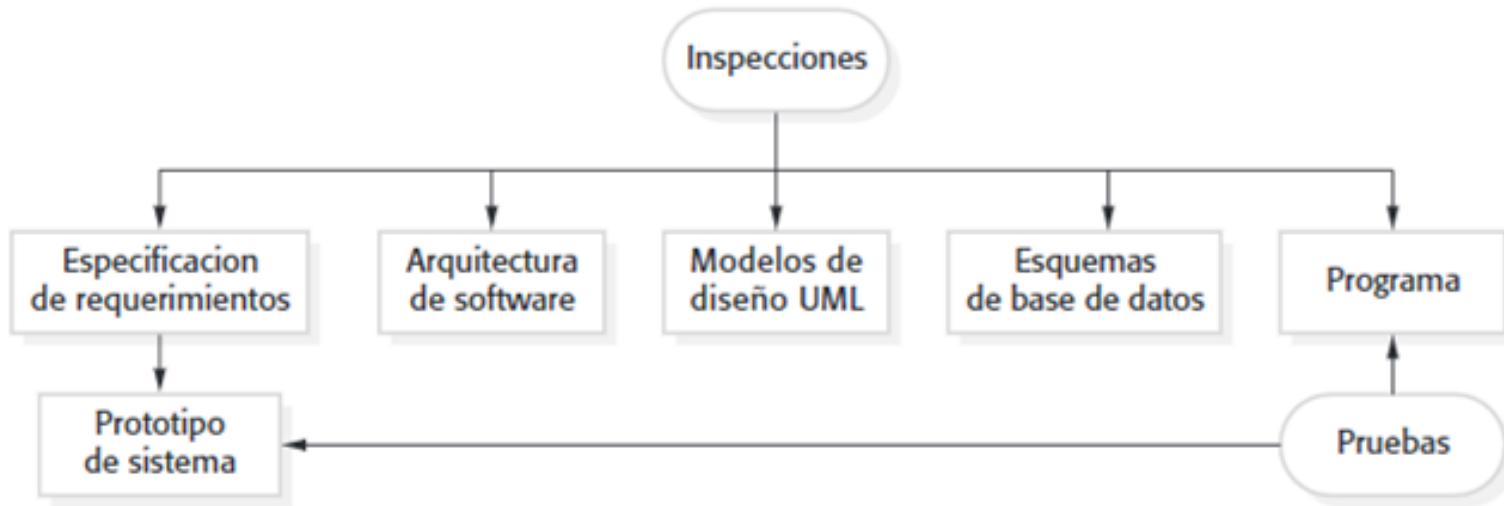 Inspecciones
Especificacion
de requerimientos
Arquitectura
de software
Modelos de
diseño UML
Esquemas
de base de datos
Programa
Prototipo
de sistema
Pruebas